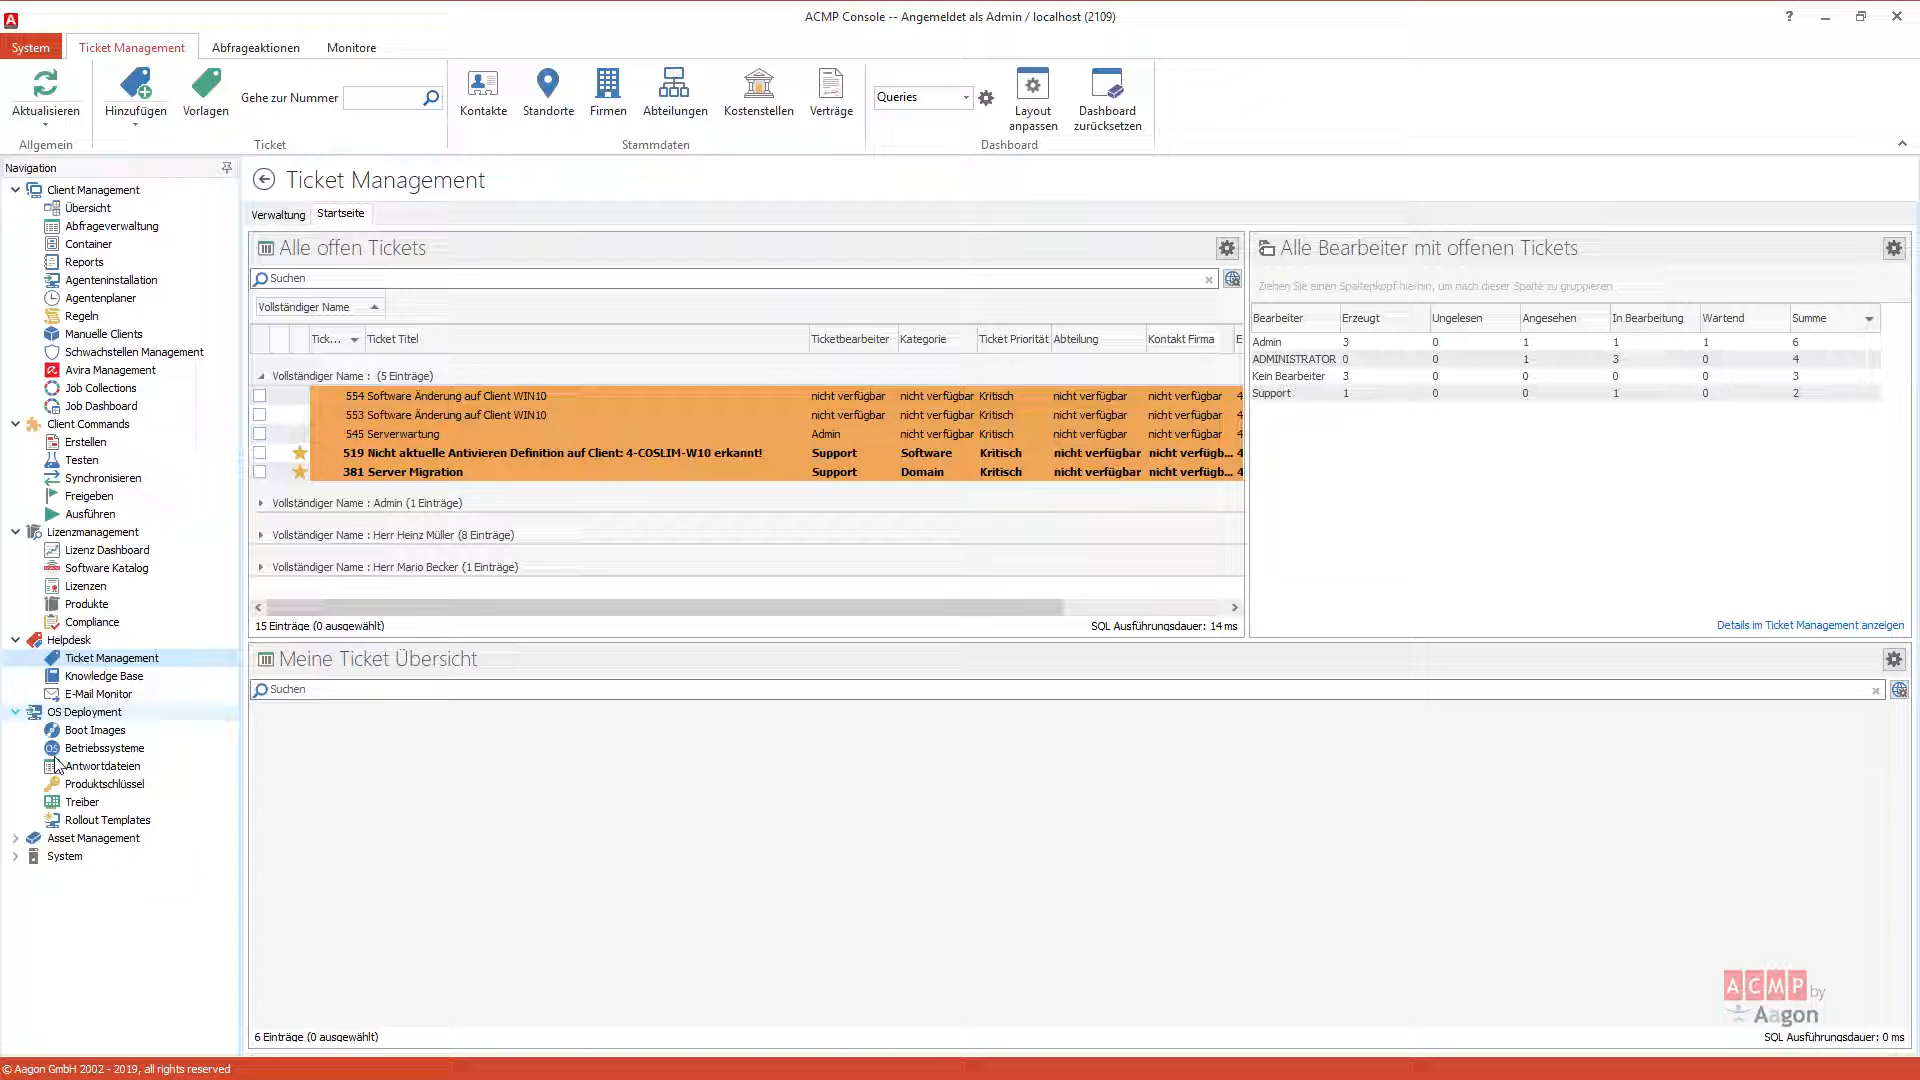 ACMP Console -- Angemeldet als Admin / localhost (2109)
System Ticket Management Abfrageaktionen Monitore
Aktualisieren Hinzufügen Vorlagen Gehe zur Nummer Kontakte Standorte Firmen Abteilungen Kostenstellen Verträge Queries Layout anpassen Dashboard zurücksetzen
Allgemein Ticket Stammdaten Dashboard
Navigation
Client Management
Übersicht
Abfrageverwaltung
Container
Reports
Agenteninstallation
Agentenplaner
Regeln
Manuelle Clients
Schwachstellen Management
Avira Management
Job Collections
Job Dashboard
Client Commands
Erstellen
Testen
Synchronisieren
Freigeben
Ausführen
Lizenzmanagement
Lizenz Dashboard
Software Katalog
Lizenzen
Produkte
Compliance
Helpdesk
Ticket Management
Knowledge Base
E-Mail Monitor
OS Deployment
Boot Images
Betriebssysteme
Antwortdateien
Produktschlüssel
Treiber
Rollout Templates
Asset Management
System
Ticket Management
Verwaltung Startseite
Alle offen Tickets
Suchen
Vollständiger Name
Tick... Ticket Titel Ticketbearbeiter Kategorie Ticket Priorität Abteilung Kontakt Firma E
Vollständiger Name : (5 Einträge)
554 Software Änderung auf Client WIN10 nicht verfügbar nicht verfügbar Kritisch nicht verfügbar nicht verfügbar 4
553 Software Änderung auf Client WIN10 nicht verfügbar nicht verfügbar Kritisch nicht verfügbar nicht verfügbar 4
545 Serverwartung Admin nicht verfügbar Kritisch nicht verfügbar nicht verfügbar 4
519 Nicht aktuelle Antivieren Definition auf Client: 4-COSLIM-W10 erkannt! Support Software Kritisch nicht verfügbar nicht verfügb... 4
381 Server Migration Support Domain Kritisch nicht verfügbar nicht verfügb... 4
Vollständiger Name : Admin (1 Einträge)
Vollständiger Name : Herr Heinz Müller (8 Einträge)
Vollständiger Name : Herr Mario Becker (1 Einträge)
15 Einträge (0 ausgewählt) SQL Ausführungsdauer: 14 ms
Alle Bearbeiter mit offenen Tickets
Ziehen Sie einen Spaltenkopf hierhin, um nach dieser Spalte zu gruppieren
Bearbeiter Erzeugt Ungelesen Angesehen In Bearbeitung Wartend Summe
Admin 3 0 1 1 1 6
ADMINISTRATOR 0 0 1 3 0 4
Kein Bearbeiter 3 0 0 0 0 3
Support 1 0 0 1 0 2
Details im Ticket Management anzeigen
Meine Ticket Übersicht
Suchen
ACMP by
Aagon
6 Einträge (0 ausgewählt) SQL Ausführungsdauer: 0 ms
© Aagon GmbH 2002 - 2019, all rights reserved